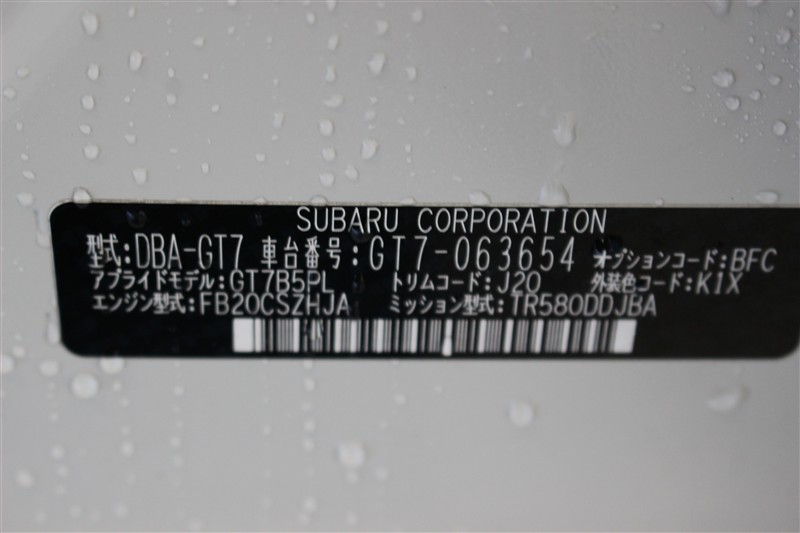 SUBARU CORPORATION
型式:DBA-GT7 車台番号:GT7-063654 オプションコード:BFC
アプライドモデル:GT7B5PL トリムコード:J20 外装色コード:K1X
エンジン型式:FB20CSZHJA ミッション型式:TR580DDJBA